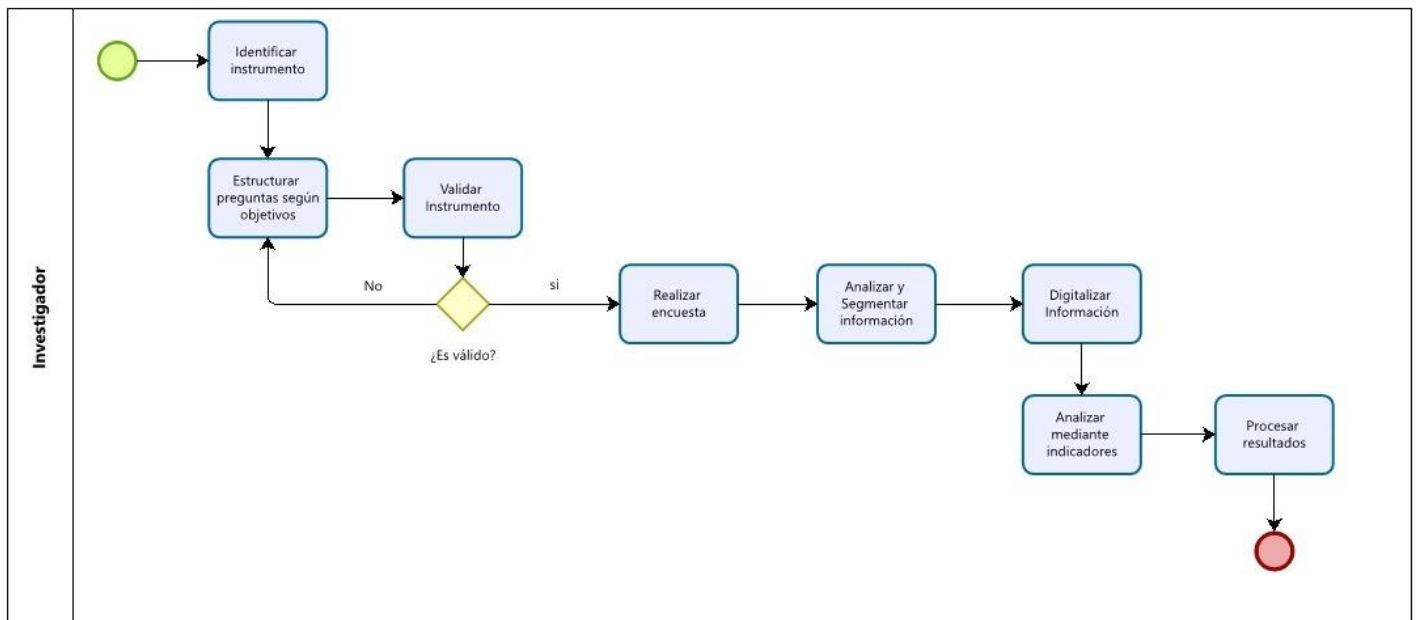 Investigador
Identificar
instrumento
Estructurar
preguntas según
objetivos
Validar
Instrumento
No
si
¿Es válido?
Realizar
encuesta
Analizar y
Segmentar
información
Digitalizar
Información
Analizar
mediante
indicadores
Procesar
resultados